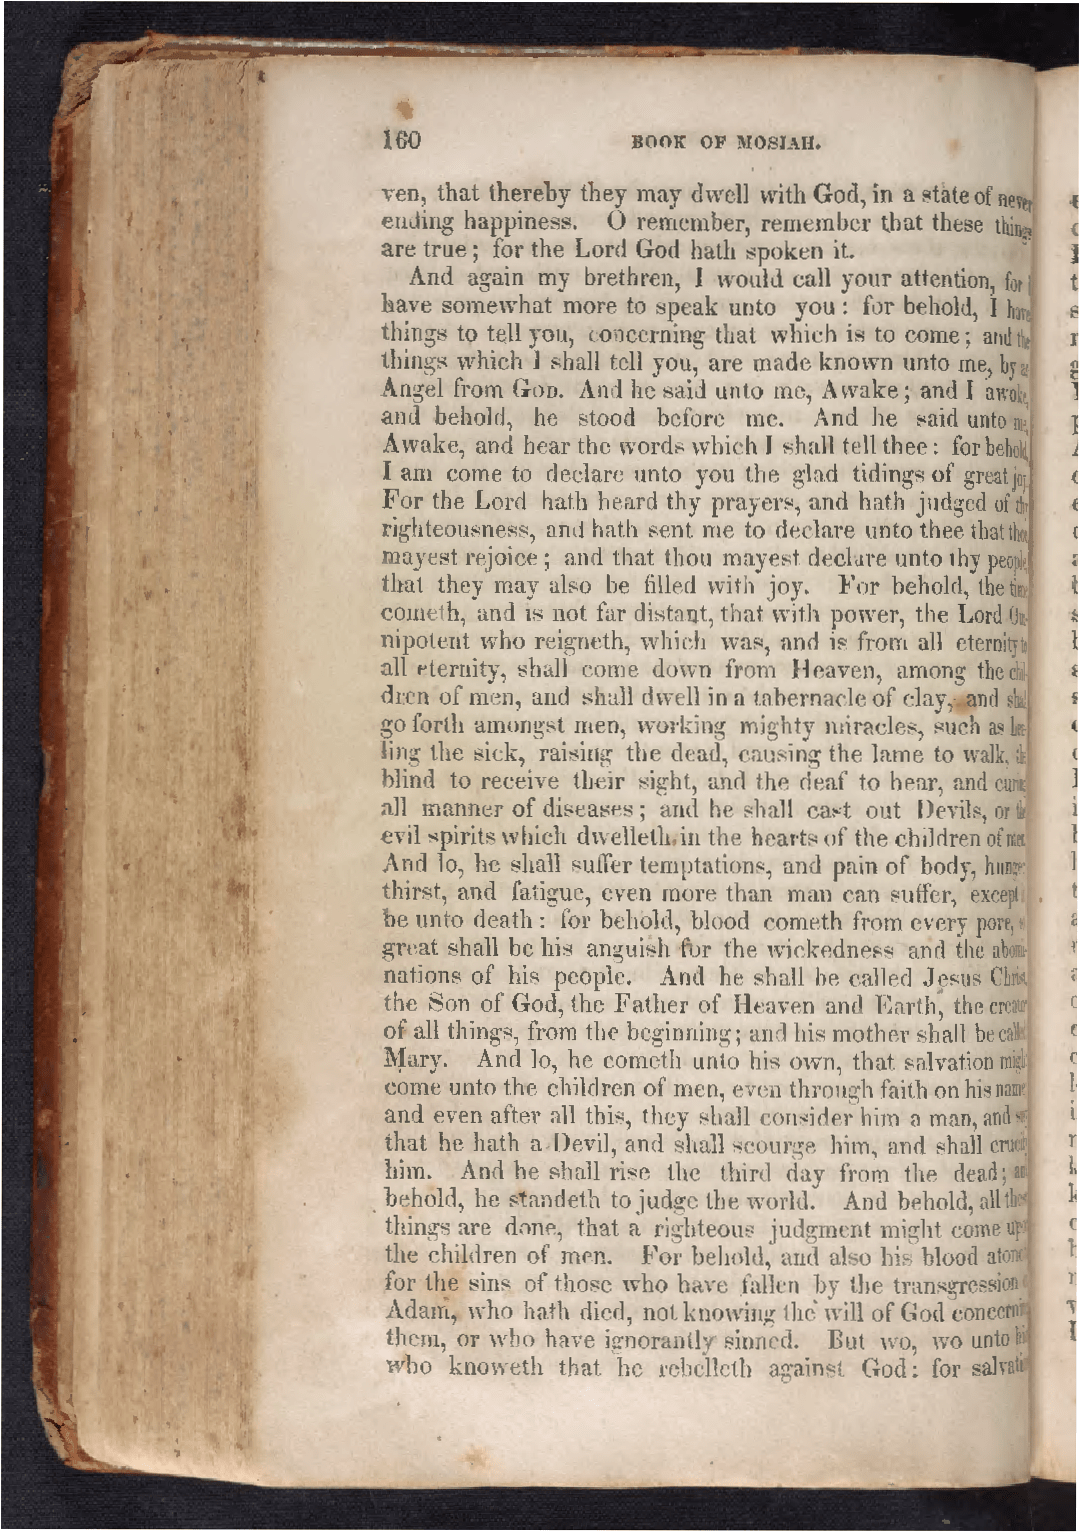 160 BOOK OF MOSIAH.
ven, that thereby they may dwell with God, in a state of never
ending happiness. O remember, remember that these things
are true; for the Lord God hath spoken it.
And again my brethren, I would call your attention, for
have somewhat more to speak unto you: for behold, I have
things to tell you, concerning that which is to come; and the
things which I shall tell you, are made known unto me, by
Angel from GOD. And he said unto me, Awake; and I awoke,
and behold, he stood before me. And he said unto me,
Awake, and hear the words which I shall tell thee: for behold,
I am come to declare unto you the glad tidings of great joy.
For the Lord hath heard thy prayers, and hath judged of thy
righteousness, and hath sent me to declare unto thee that thou
mayest rejoice; and that thou mayest declare unto thy people,
that they may also be filled with joy. For behold, the time
cometh, and is not far distant, that with power, the Lord Om-
nipotent who reigneth, which was, and is from all eternity to
all eternity, shall come down from Heaven, among the chil-
dren of men, and shall dwell in a tabernacle of clay, and shall
go forth amongst men, working mighty miracles, such as hea-
ling the sick, raising the dead, causing the lame to walk, the
blind to receive their sight, and the deaf to hear, and curing
all manner of diseases; and he shall cast out Devils, or the
evil spirits which dwelleth in the hearts of the children of men.
And lo, he shall suffer temptations, and pain of body, hunger
thirst, and fatigue, even more than man can suffer, except
be unto death: for behold, blood cometh from every pore,
great shall be his anguish for the wickedness and the abomi-
nations of his people. And he shall be called Jesus Christ,
the Son of God, the Father of Heaven and Earth, the creator
of all things, from the beginning; and his mother shall be called
Mary. And lo, he cometh unto his own, that salvation might
come unto the children of men, even through faith on his name
and even after all this, they shall consider him a man, and say
that he hath a Devil, and shall scourge him, and shall crucify
him. And he shall rise the third day from the dead; and
behold, he standeth to judge the world. And behold, all these
things are done, that a righteous judgment might come upon
the children of men. For behold, and also his blood atoneth
for the sins of those who have fallen by the transgression
Adam, who hath died, not knowing the will of God concerning
them, or who have ignorantly sinned. But wo, wo unto him
who knoweth that he rebelleth against God: for salvation